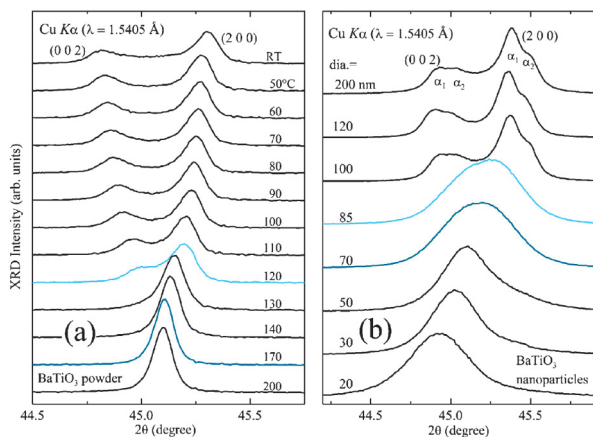 Cu Kα (λ = 1.5405 Å)
(2 0 0)
(0 0 2)
RT
50°C
60
70
80
90
100
110
120
130
140
170
200
(a)
BaTiO₃ powder
XRD Intensity (arb. units)
44.5 45.0 45.5
2θ (degree)
Cu Kα (λ = 1.5405 Å)
(2 0 0)
(0 0 2)
dia.=
α₁ α₂
α₁ α₂
200 nm
120
100
85
70
50
30
20
(b)
BaTiO₃
nanoparticles
44.5 45.0 45.5
2θ (degree)